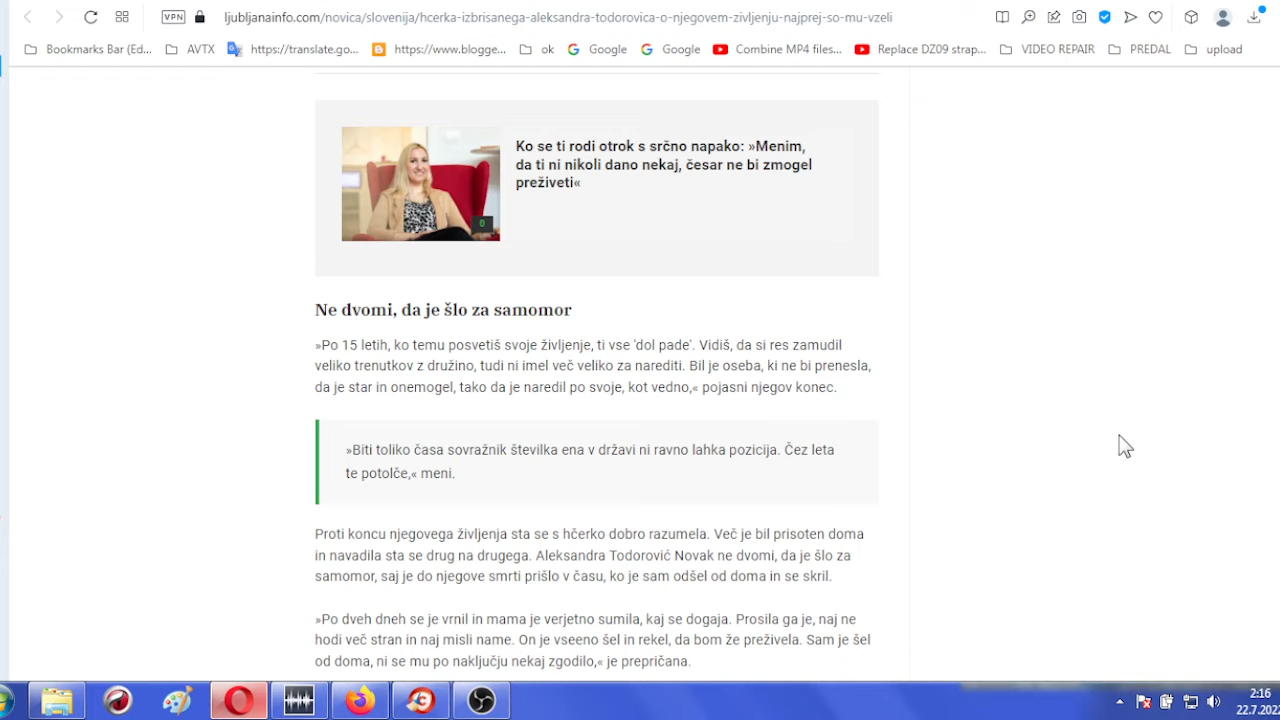 VPN ljubljanainfo.com/novica/slovenija/hcerka-izbrisanega-aleksandra-todorovica-o-njegovem-zivljenju-najprej-so-mu-vzeli
Bookmarks Bar (Ed... AVTX https://translate.go... https://www.blogge... ok Google Google Combine MP4 files... Replace DZ09 strap... VIDEO REPAIR PREDAL upload
Ko se ti rodi otrok s srčno napako: »Menim,
da ti ni nikoli dano nekaj, česar ne bi zmogel
preživeti«
0
Ne dvomi, da je šlo za samomor
»Po 15 letih, ko temu posvetiš svoje življenje, ti vse 'dol pade'. Vidiš, da si res zamudil
veliko trenutkov z družino, tudi ni imel več veliko za narediti. Bil je oseba, ki ne bi prenesla,
da je star in onemogel, tako da je naredil po svoje, kot vedno,« pojasni njegov konec.
»Biti toliko časa sovražnik številka ena v državi ni ravno lahka pozicija. Čez leta
te potolče,« meni.
Proti koncu njegovega življenja sta se s hčerko dobro razumela. Več je bil prisoten doma
in navadila sta se drug na drugega. Aleksandra Todorović Novak ne dvomi, da je šlo za
samomor, saj je do njegove smrti prišlo v času, ko je sam odšel od doma in se skril.
»Po dveh dneh se je vrnil in mama je verjetno sumila, kaj se dogaja. Prosila ga je, naj ne
hodi več stran in naj misli name. On je vseeno šel in rekel, da bom že preživela. Sam je šel
od doma, ni se mu po naključju nekaj zgodilo,« je prepričana.
2:16
22.7.202